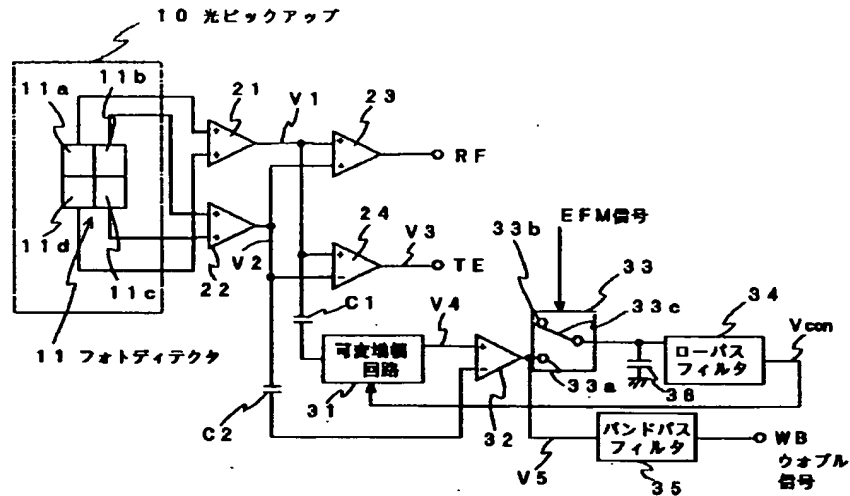 10 光ピックアップ
11a
11b
21
V1
23
RF
11d
11c
22
V2
24
V3
TE
EFM信号
33b
33
33c
34
Vcon
C1
V4
11 フォトディテクタ
可変増幅
回路
31
33a
32
ローパス
フィルタ
36
C2
バンドパス
フィルタ
V5
35
WB
ウォブル
信号